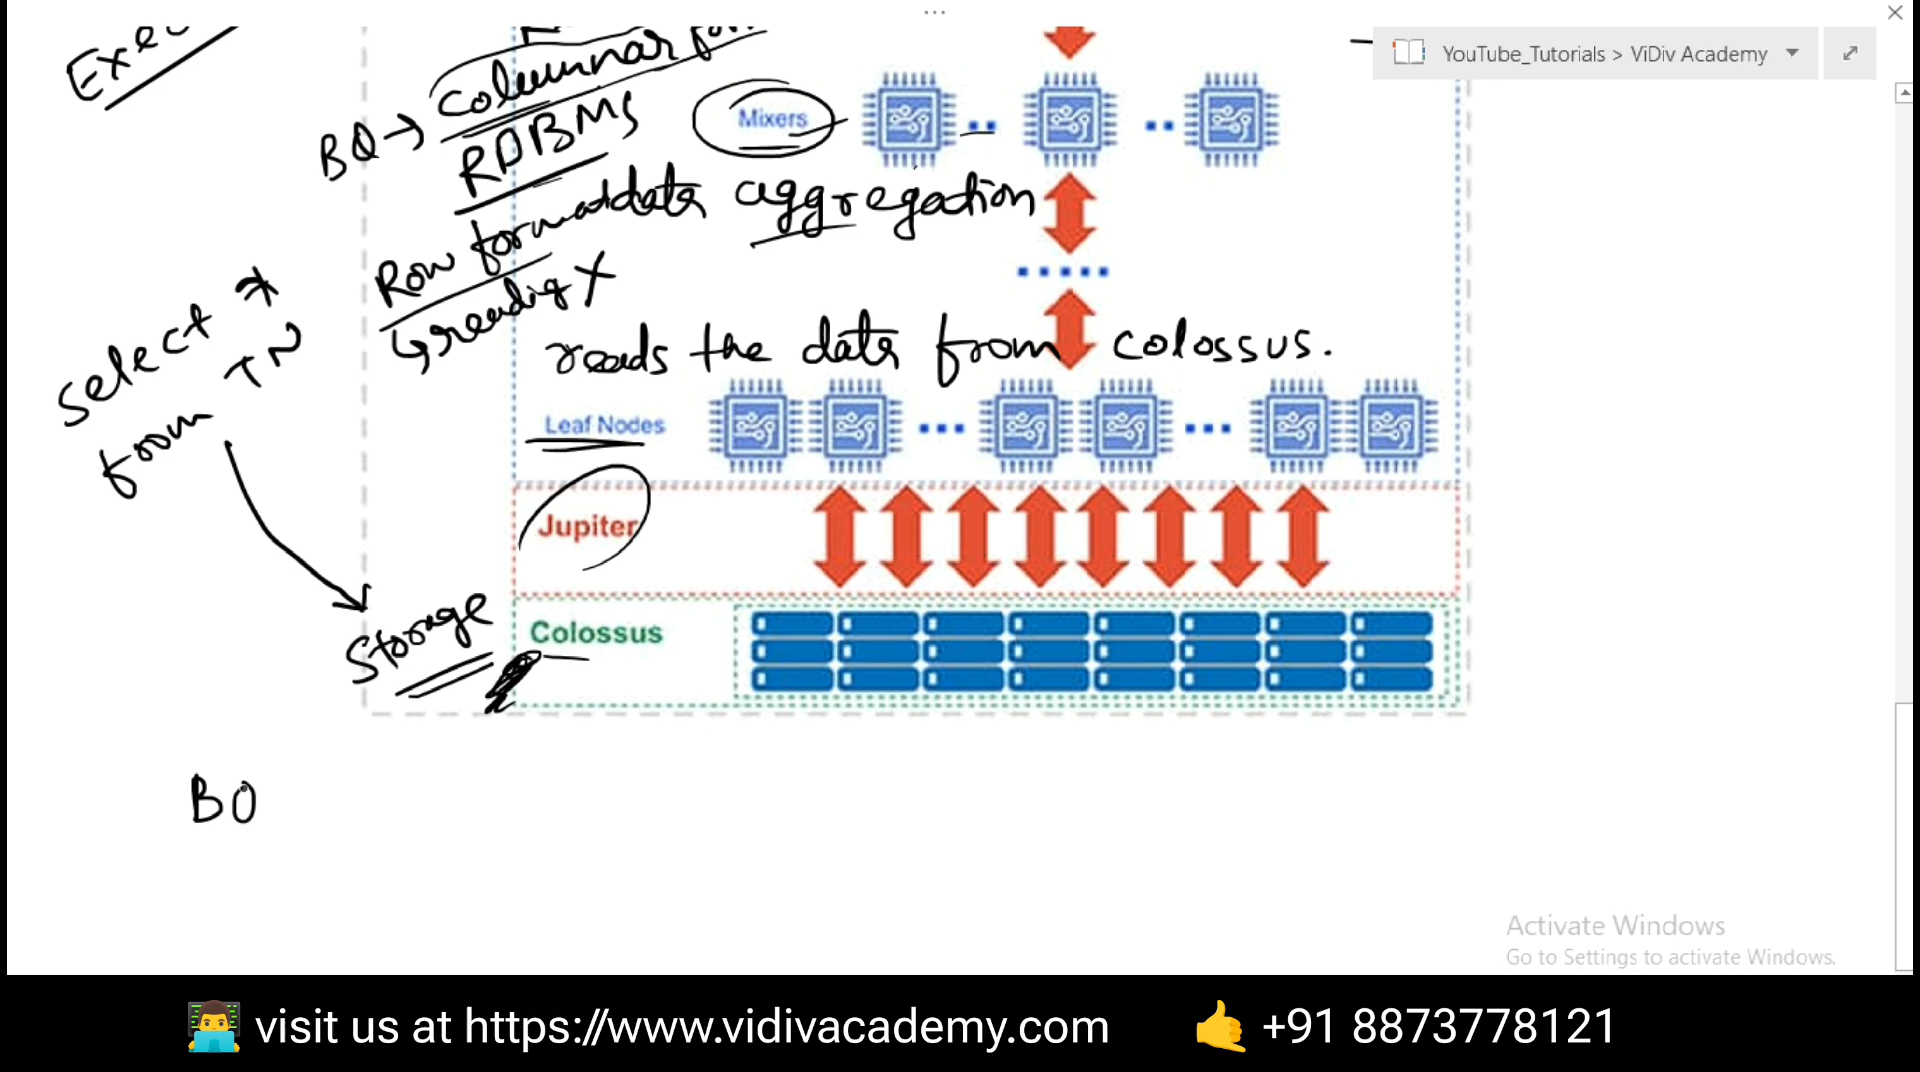 YouTube_Tutorials > ViDiv Academy
columnar
BQ →
RDBMS
Mixers
Row format
data aggregation
↳ reading X
select *
from TN
reads the data from colossus.
Leaf Nodes
Jupiter
Storage
Colossus
BQ
Activate Windows
Go to Settings to activate Windows.
visit us at https://www.vidivacademy.com
+91 8873778121